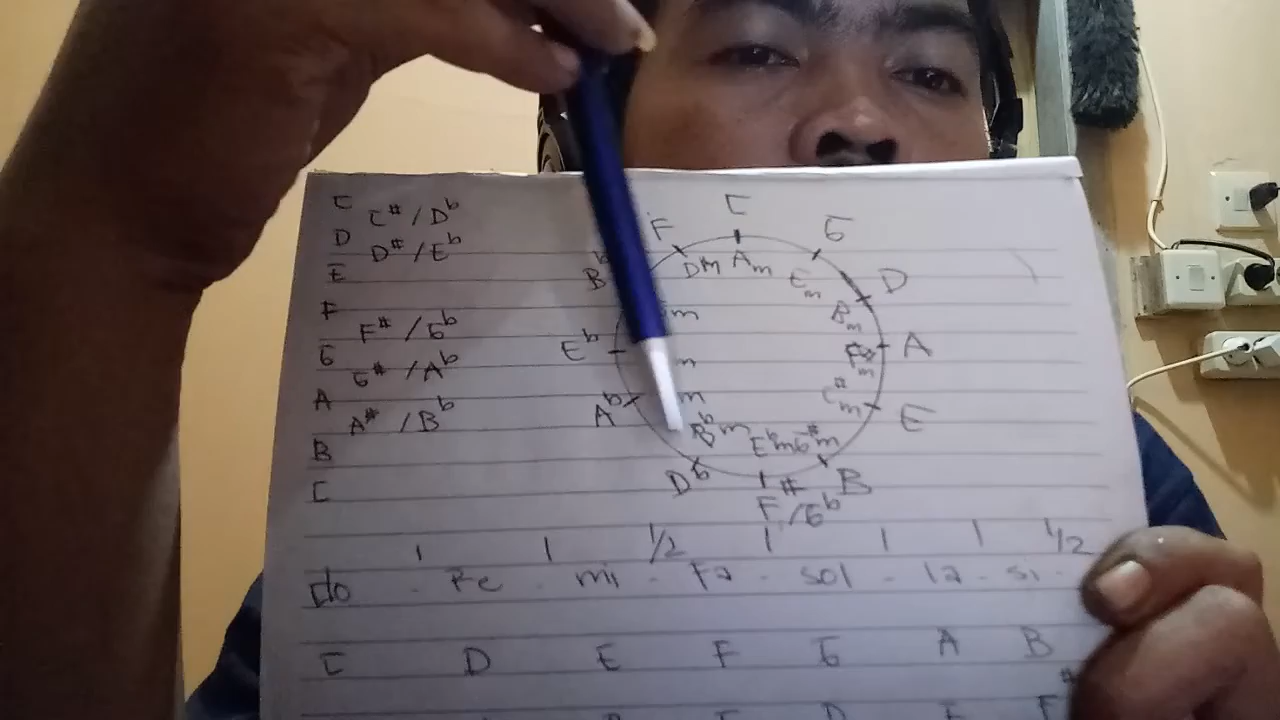 C
C# / Db
D
D# / Eb
E
F
F# / Gb
G
G# / Ab
A
A# / Bb
B
C
C
F G
Bb Dm Am Em D
m Bm
Eb m F#m A
Ab m C#m E
Bbm Ebm G#m
Db B
F# / Gb
1 1 1/2 1 1 1 1/2
do . Re . mi . Fa . sol . la . si .
C D E F G A B
F#